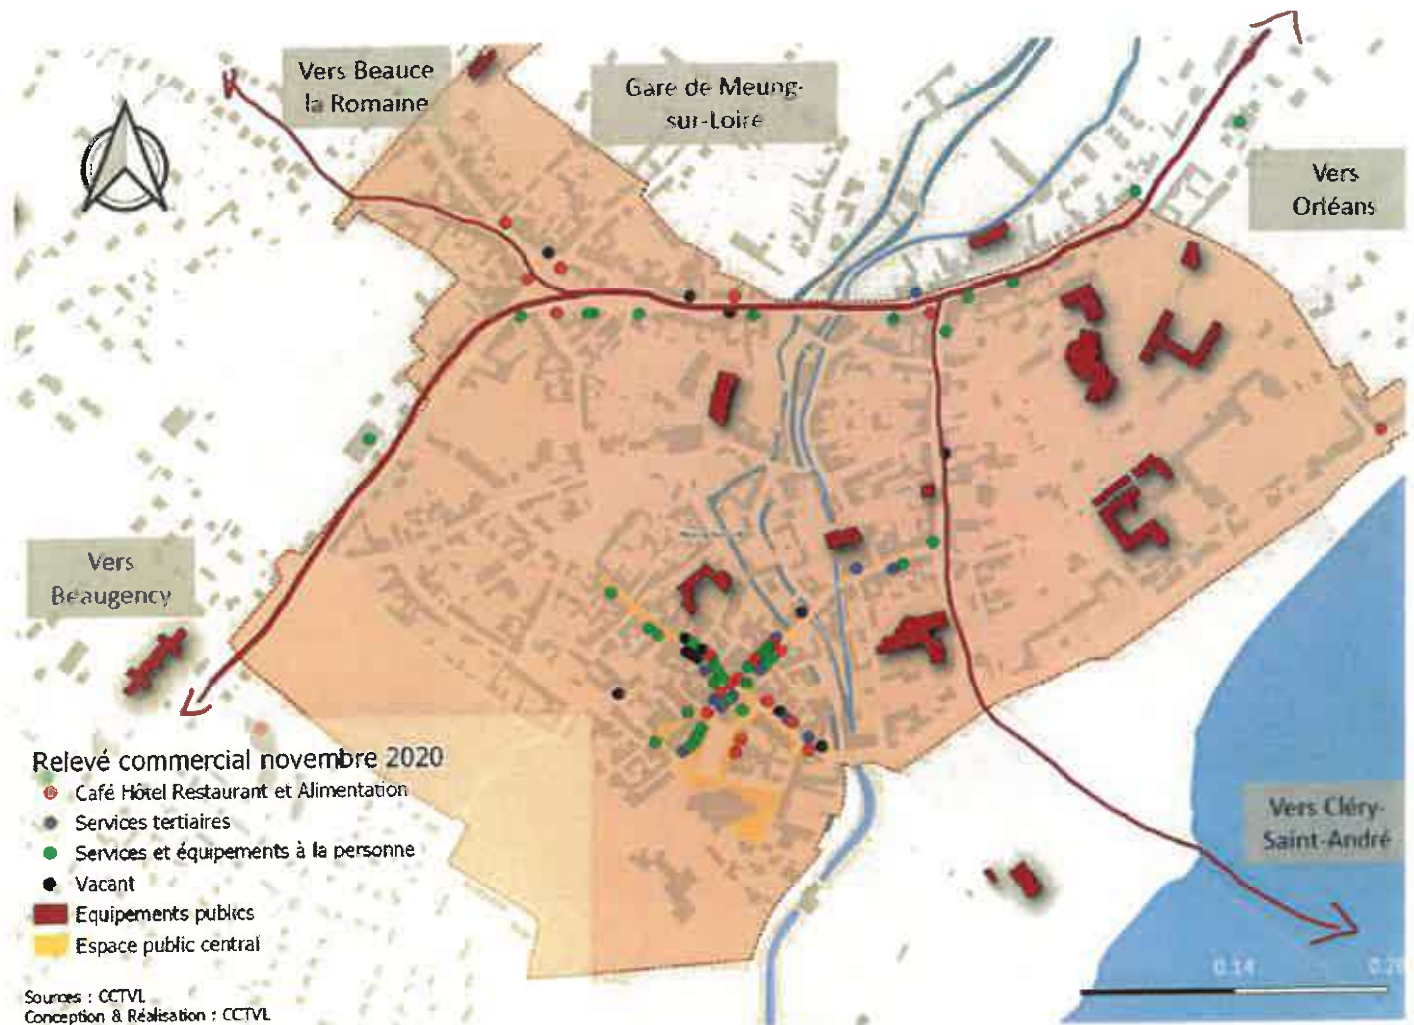 Vers Beauce
la Romaine
Gare de Meung-
sur-Loire
Vers
Orléans
Vers
Beaugency
Vers Cléry-
Saint-André
Relevé commercial novembre 2020
Café Hôtel Restaurant et Alimentation
Services tertiaires
Services et équipements à la personne
Vacant
Equipements publics
Espace public central
Sources : CCTVL
Conception & Réalisation : CCTVL
0.14